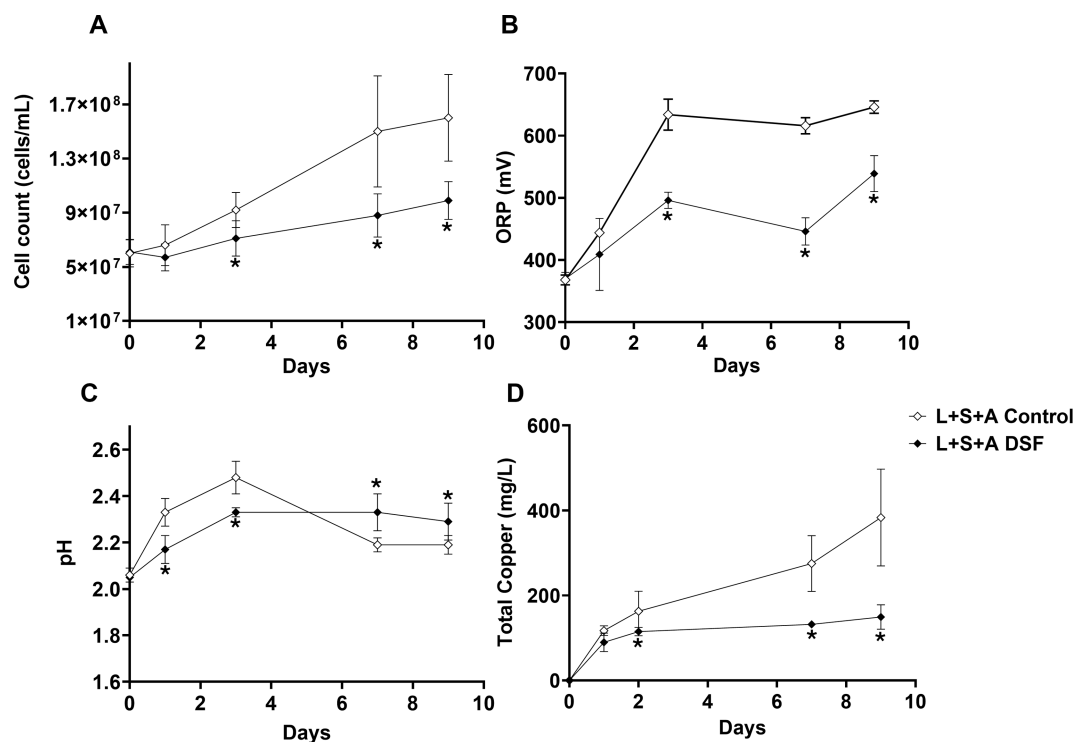 A
Cell count (cells/mL)
1.7×10⁸
1.3×10⁸
9×10⁷
5×10⁷
1×10⁷
* * *
0 2 4 6 8 10
Days
B
ORP (mV)
700
600
500
400
300
* * *
0 2 4 6 8 10
Days
C
pH
2.6
2.4
2.2
2.0
1.8
1.6
* * * *
0 2 4 6 8 10
Days
D
Total Copper (mg/L)
600
400
200
0
* * *
0 2 4 6 8 10
Days
L+S+A Control
L+S+A DSF